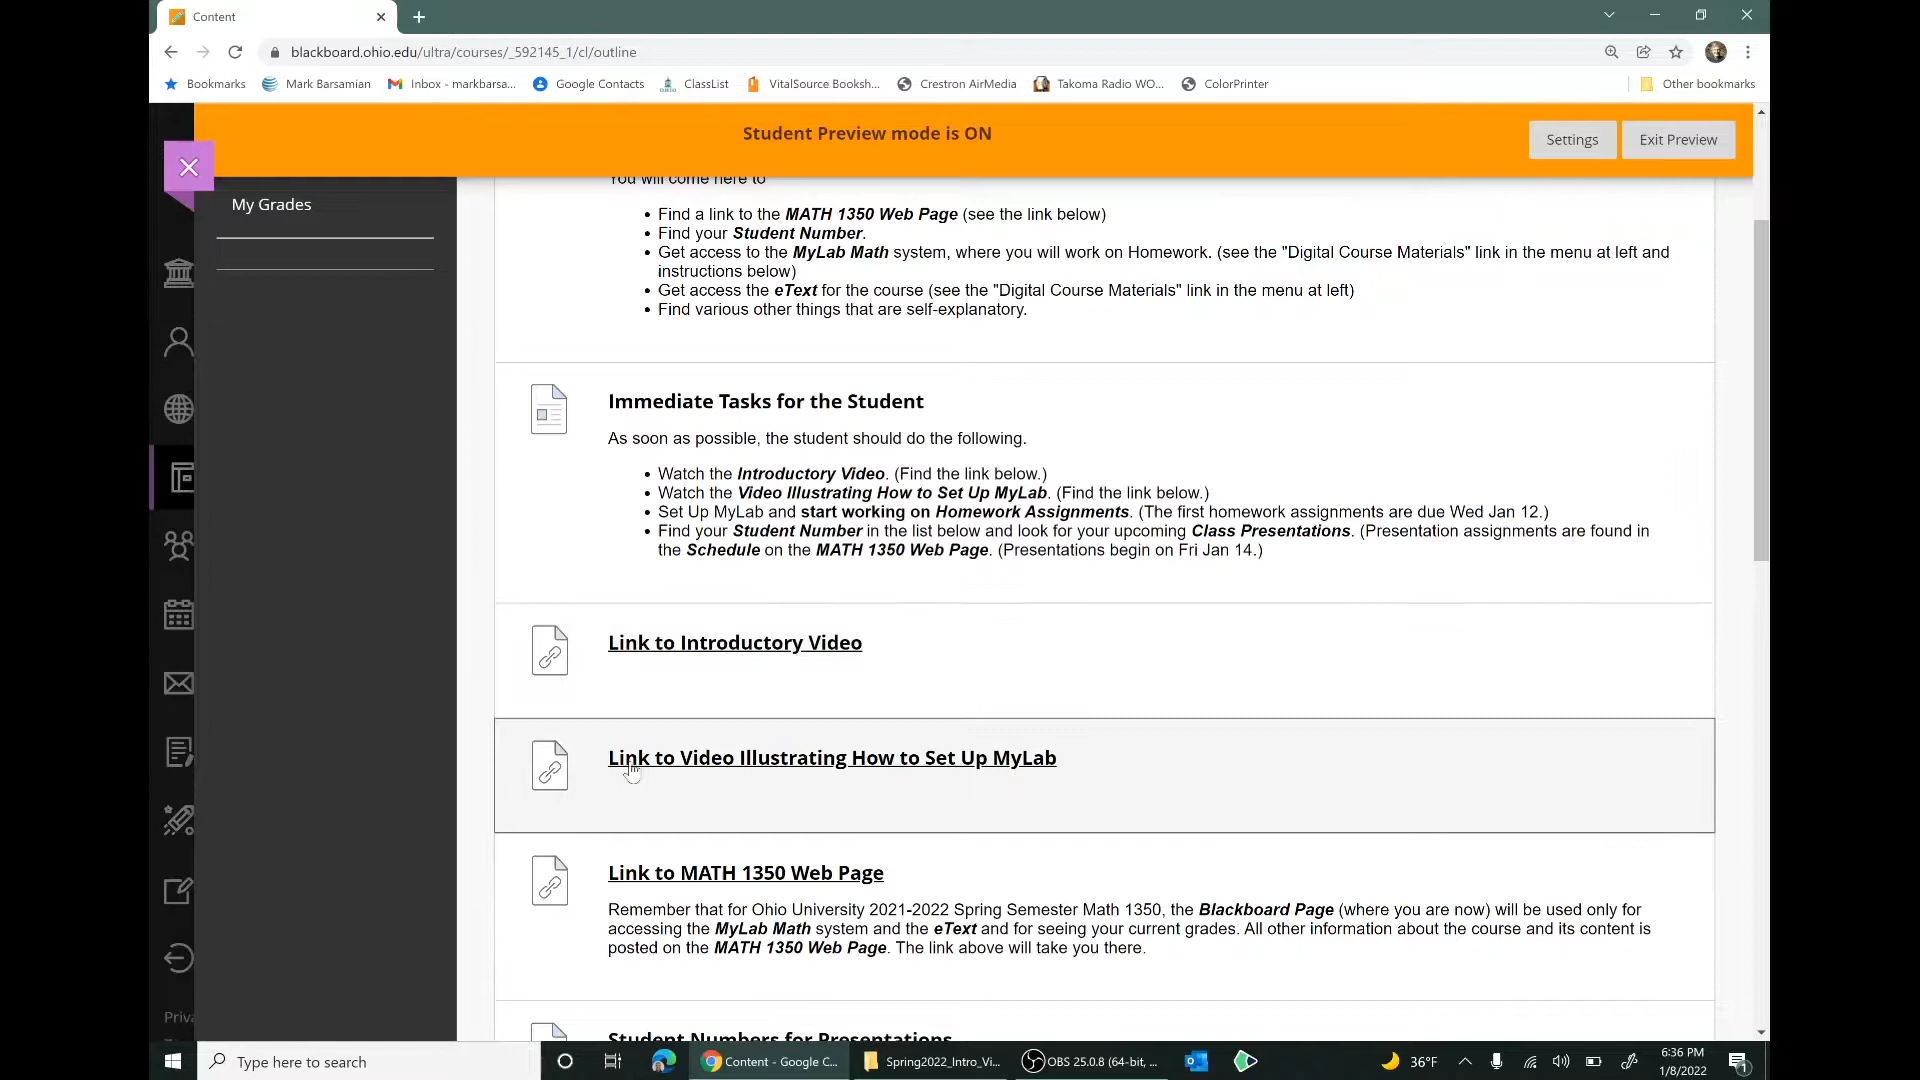 Content
blackboard.ohio.edu/ultra/courses/_592145_1/cl/outline
Bookmarks
Mark Barsamian
Inbox - markbarsa...
Google Contacts
ClassList
VitalSource Booksh...
Crestron AirMedia
Takoma Radio WO...
ColorPrinter
Other bookmarks
Student Preview mode is ON
Settings
Exit Preview
My Grades
You will come here to
• Find a link to the MATH 1350 Web Page (see the link below)
• Find your Student Number.
• Get access to the MyLab Math system, where you will work on Homework. (see the "Digital Course Materials" link in the menu at left and
instructions below)
• Get access the eText for the course (see the "Digital Course Materials" link in the menu at left)
• Find various other things that are self-explanatory.
Immediate Tasks for the Student
As soon as possible, the student should do the following.
• Watch the Introductory Video. (Find the link below.)
• Watch the Video Illustrating How to Set Up MyLab. (Find the link below.)
• Set Up MyLab and start working on Homework Assignments. (The first homework assignments are due Wed Jan 12.)
• Find your Student Number in the list below and look for your upcoming Class Presentations. (Presentation assignments are found in
the Schedule on the MATH 1350 Web Page. (Presentations begin on Fri Jan 14.)
Link to Introductory Video
Link to Video Illustrating How to Set Up MyLab
Link to MATH 1350 Web Page
Remember that for Ohio University 2021-2022 Spring Semester Math 1350, the Blackboard Page (where you are now) will be used only for
accessing the MyLab Math system and the eText and for seeing your current grades. All other information about the course and its content is
posted on the MATH 1350 Web Page. The link above will take you there.
Student Numbers for Presentations
Priva
Type here to search
Content - Google C...
Spring2022_Intro_Vi...
OBS 25.0.8 (64-bit, ...
36°F
6:36 PM
1/8/2022
1